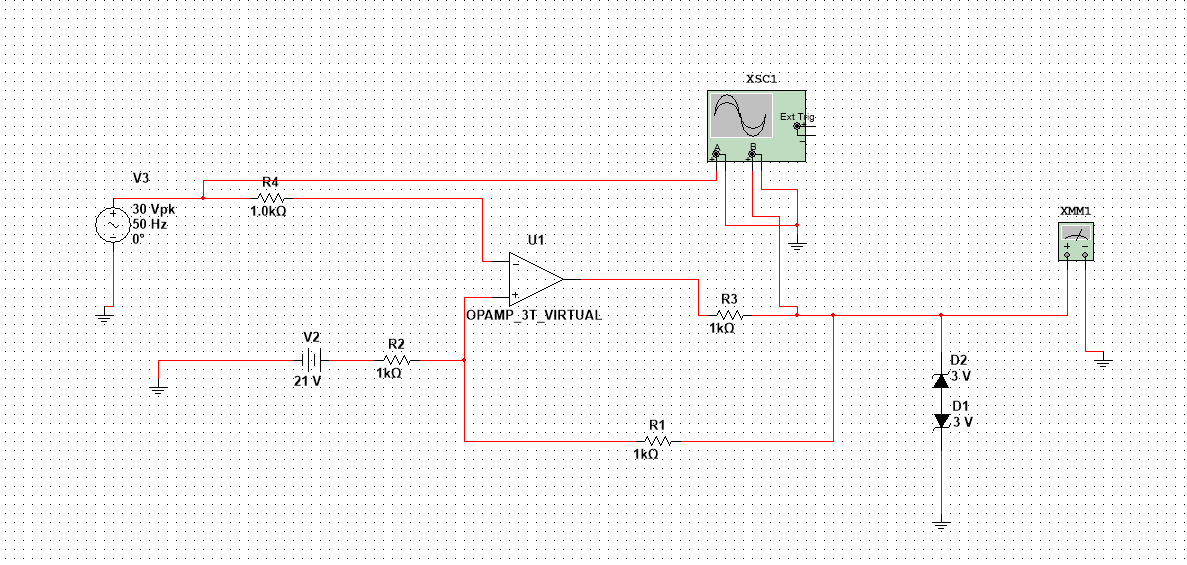 XSC1
Ext Trig
+
−
A
B
+ − + −
V3
+
−
30 Vpk
50 Hz
0°
R4
1.0kΩ
U1
−
+
OPAMP_3T_VIRTUAL
XMM1
+ −
R3
1kΩ
V2
21 V
R2
1kΩ
D2
3 V
D1
3 V
R1
1kΩ